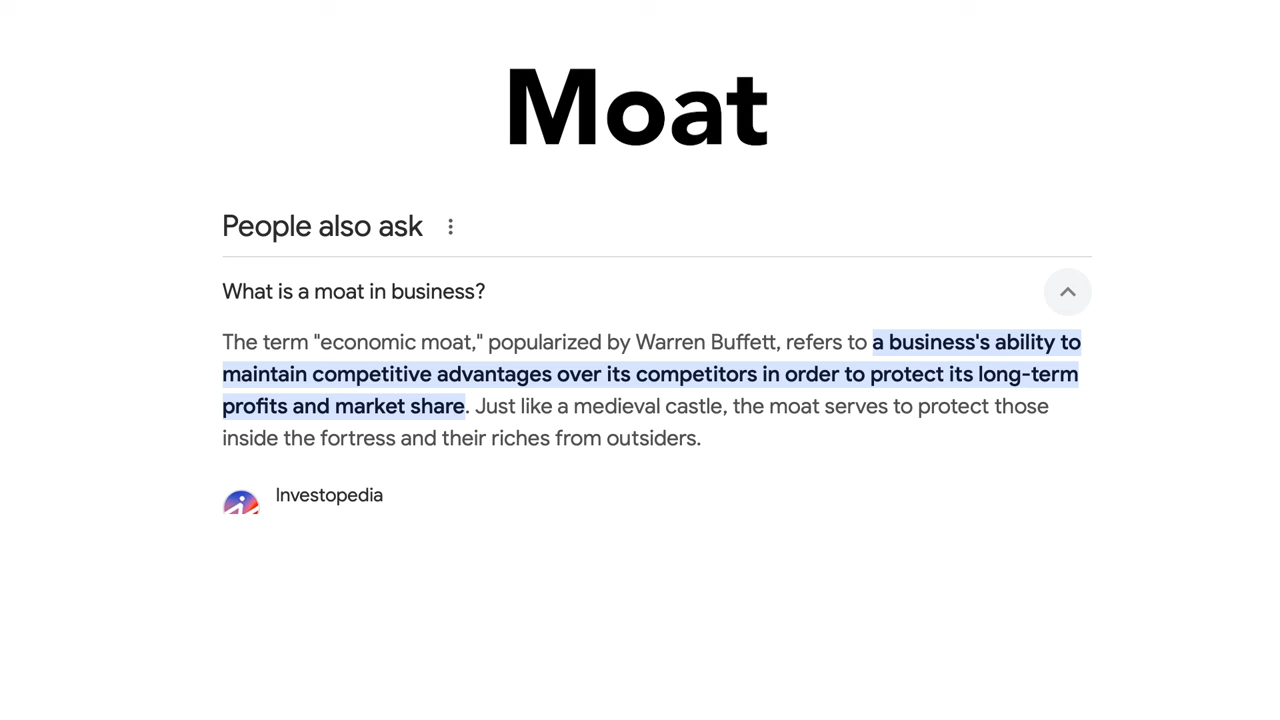 Moat
People also ask
What is a moat in business?
The term "economic moat," popularized by Warren Buffett, refers to a business's ability to
maintain competitive advantages over its competitors in order to protect its long-term
profits and market share. Just like a medieval castle, the moat serves to protect those
inside the fortress and their riches from outsiders.
Investopedia